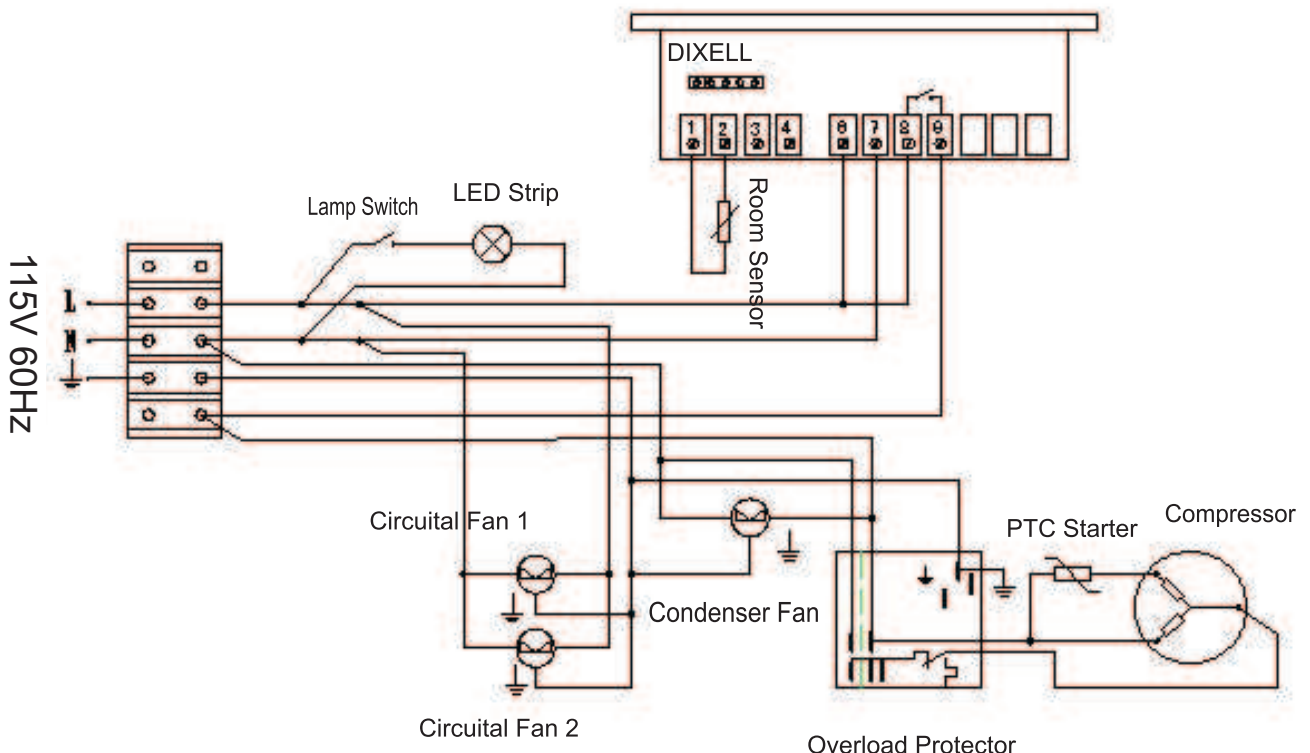 DIXELL
1 2 3 4 6 7 8 9
Room Sensor
LED Strip
Lamp Switch
115V 60Hz
L
N
Circuital Fan 1
PTC Starter
Compressor
Condenser Fan
Circuital Fan 2
Overload Protector